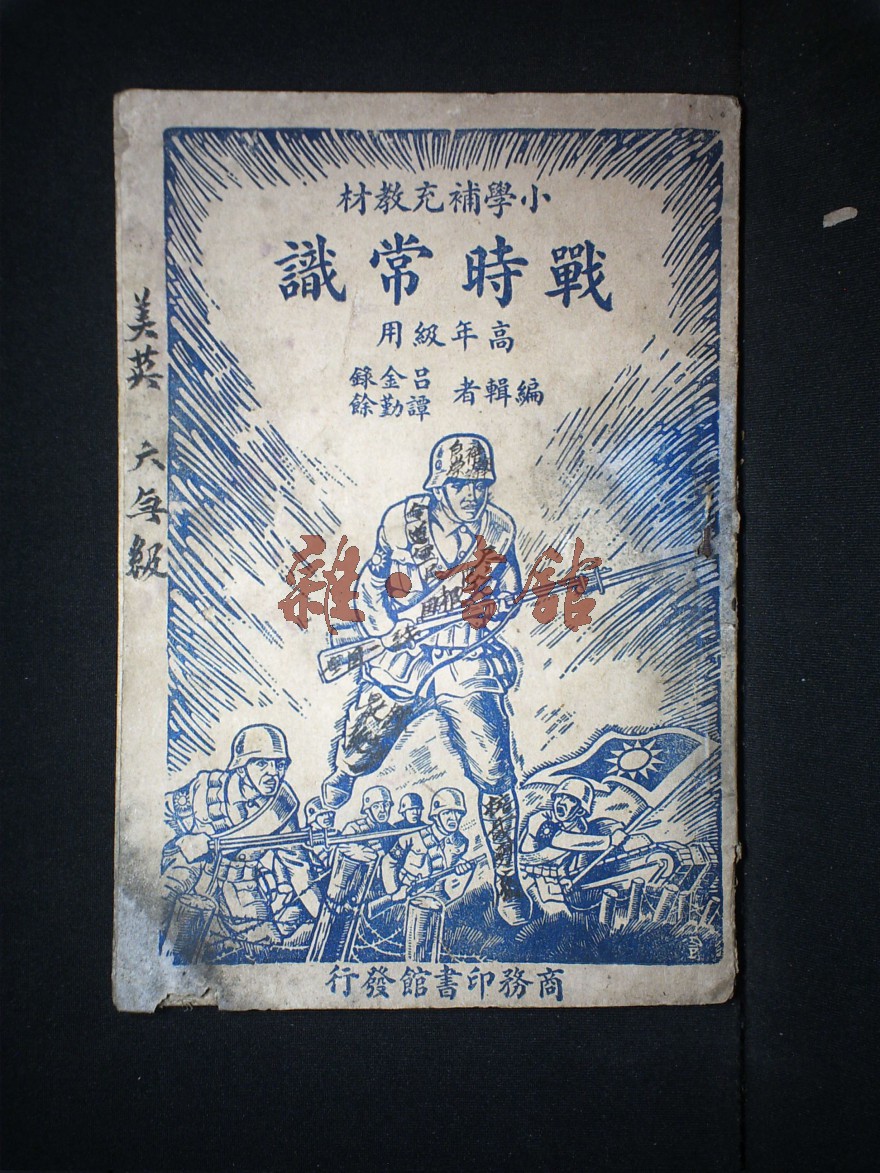 小學補充教材
戰時常識
高年級用
編輯者
呂金錄
譚勤餘
美英 六年級
雜·書館
商務印書館發行